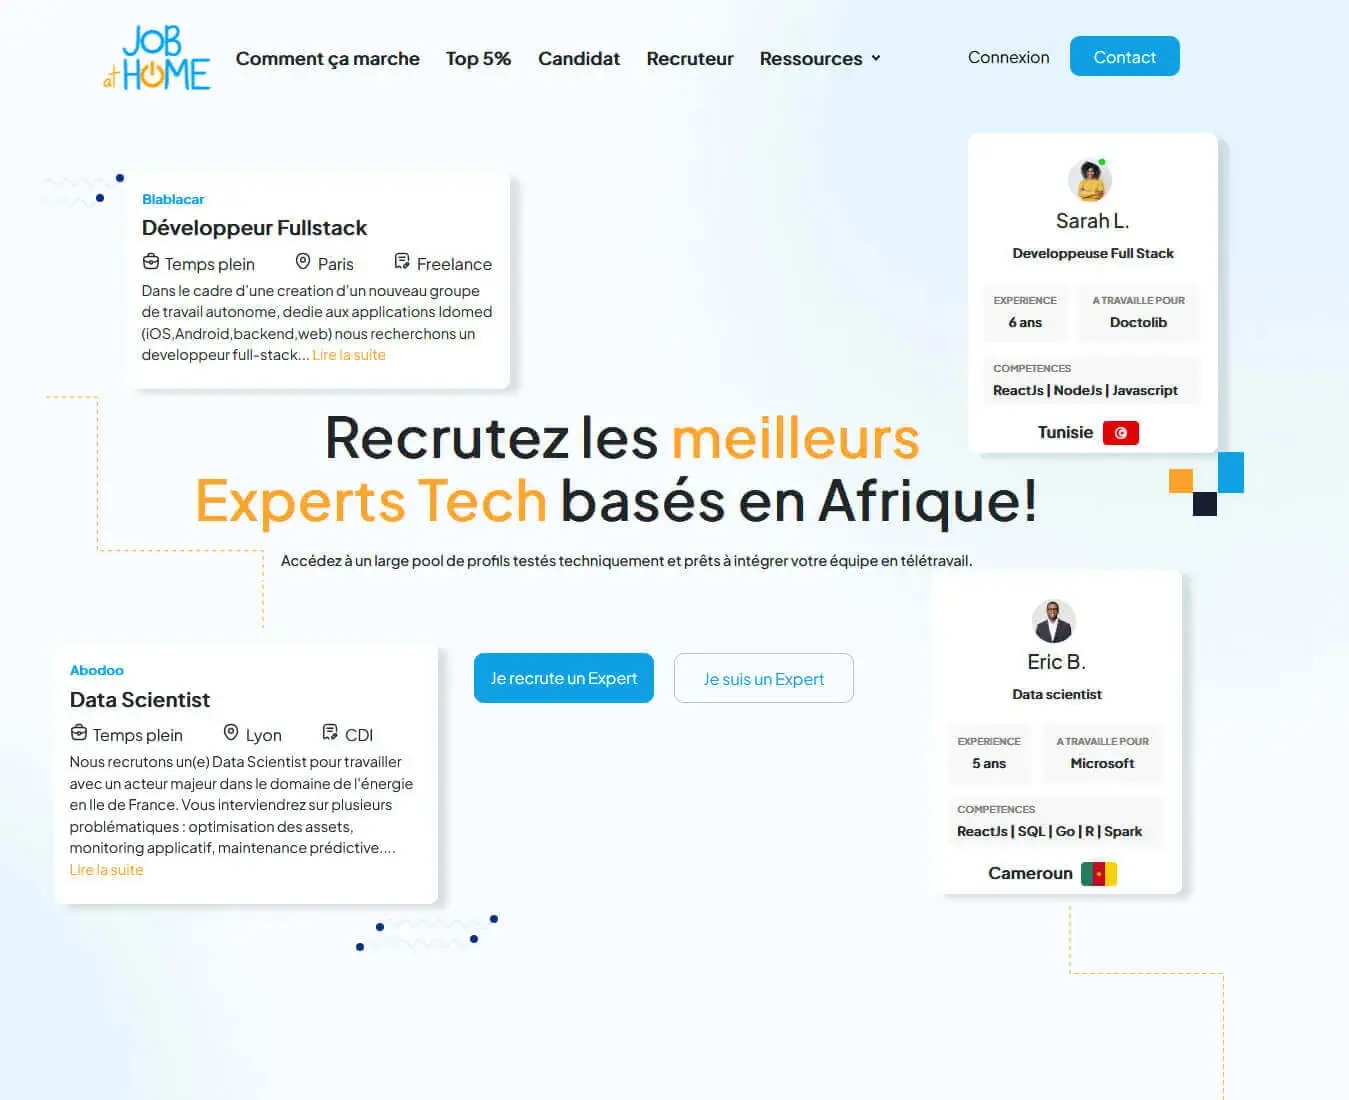 JOB
at HOME
Comment ça marche Top 5% Candidat Recruteur Ressources
Connexion Contact
Blablacar
Développeur Fullstack
Temps plein Paris Freelance
Dans le cadre d'une creation d'un nouveau groupe
de travail autonome, dedie aux applications Idomed
(iOS,Android,backend,web) nous recherchons un
developpeur full-stack... Lire la suite
Sarah L.
Developpeuse Full Stack
EXPERIENCE
6 ans
A TRAVAILLE POUR
Doctolib
COMPETENCES
ReactJs | NodeJs | Javascript
Tunisie
Recrutez les meilleurs
Experts Tech basés en Afrique!
Accédez à un large pool de profils testés techniquement et prêts à intégrer votre équipe en télétravail.
Je recrute un Expert
Je suis un Expert
Abodoo
Data Scientist
Temps plein Lyon CDI
Nous recrutons un(e) Data Scientist pour travailler
avec un acteur majeur dans le domaine de l'énergie
en Ile de France. Vous interviendrez sur plusieurs
problématiques : optimisation des assets,
monitoring applicatif, maintenance prédictive....
Lire la suite
Eric B.
Data scientist
EXPERIENCE
5 ans
A TRAVAILLE POUR
Microsoft
COMPETENCES
ReactJs | SQL | Go | R | Spark
Cameroun